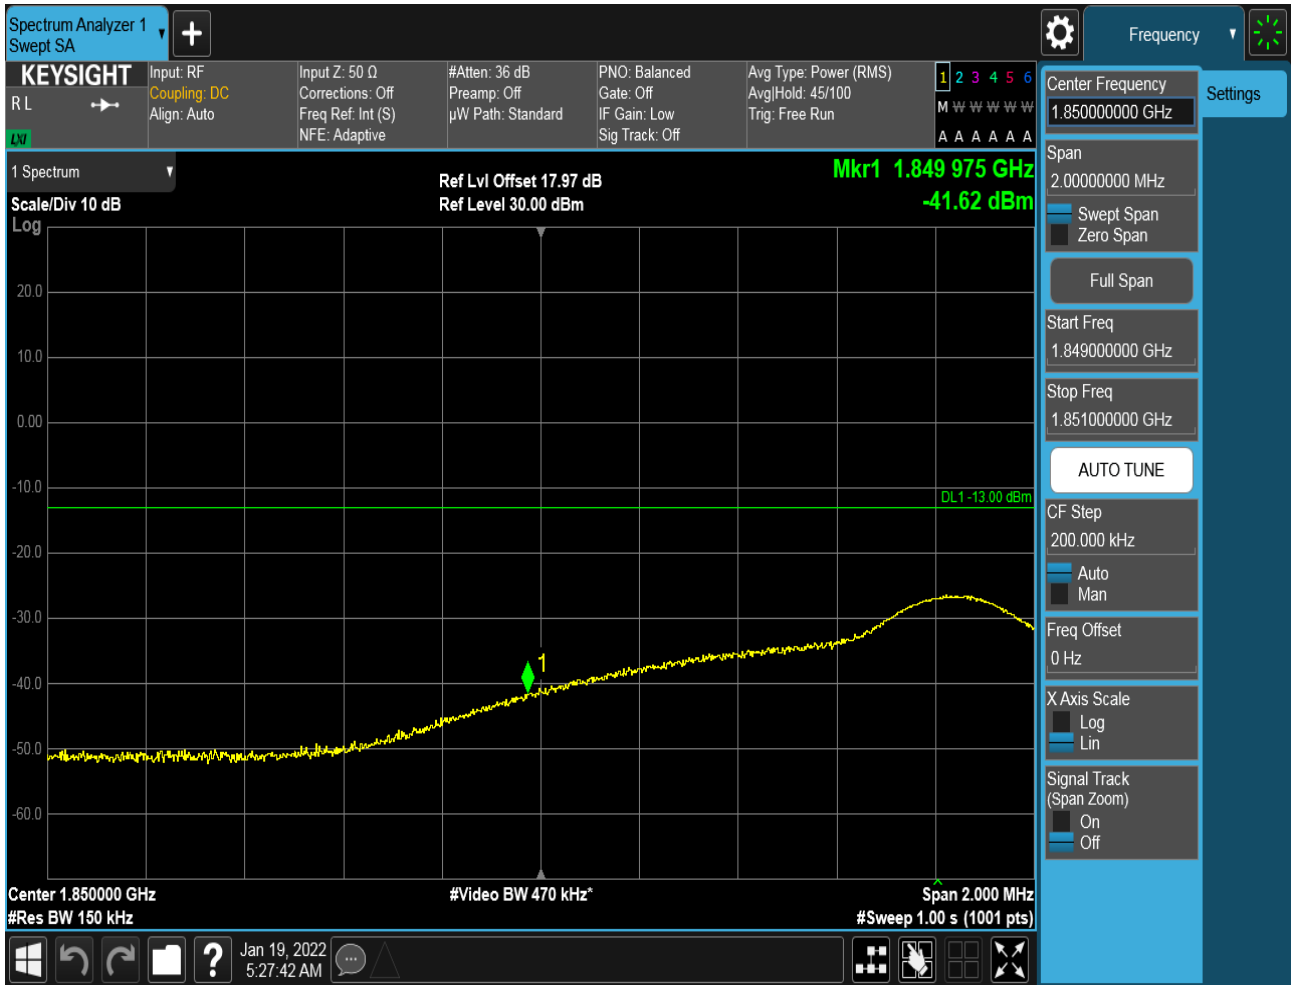 Spectrum Analyzer 1
Swept SA
Frequency
KEYSIGHT
R L
LXI
Input: RF
Coupling: DC
Align: Auto
Input Z: 50 Ω
Corrections: Off
Freq Ref: Int (S)
NFE: Adaptive
#Atten: 36 dB
Preamp: Off
µW Path: Standard
PNO: Balanced
Gate: Off
IF Gain: Low
Sig Track: Off
Avg Type: Power (RMS)
Avg|Hold: 45/100
Trig: Free Run
1 2 3 4 5 6
M W W W W W
A A A A A A
1 Spectrum
Scale/Div 10 dB
Log
Ref Lvl Offset 17.97 dB
Ref Level 30.00 dBm
Mkr1 1.849 975 GHz
-41.62 dBm
20.0
10.0
0.00
-10.0
DL1 -13.00 dBm
-20.0
-30.0
1
-40.0
-50.0
-60.0
Center 1.850000 GHz
#Video BW 470 kHz*
Span 2.000 MHz
#Res BW 150 kHz
#Sweep 1.00 s (1001 pts)
?
Jan 19, 2022
5:27:42 AM
Center Frequency
1.850000000 GHz
Settings
Span
2.00000000 MHz
Swept Span
Zero Span
Full Span
Start Freq
1.849000000 GHz
Stop Freq
1.851000000 GHz
AUTO TUNE
CF Step
200.000 kHz
Auto
Man
Freq Offset
0 Hz
X Axis Scale
Log
Lin
Signal Track
(Span Zoom)
On
Off